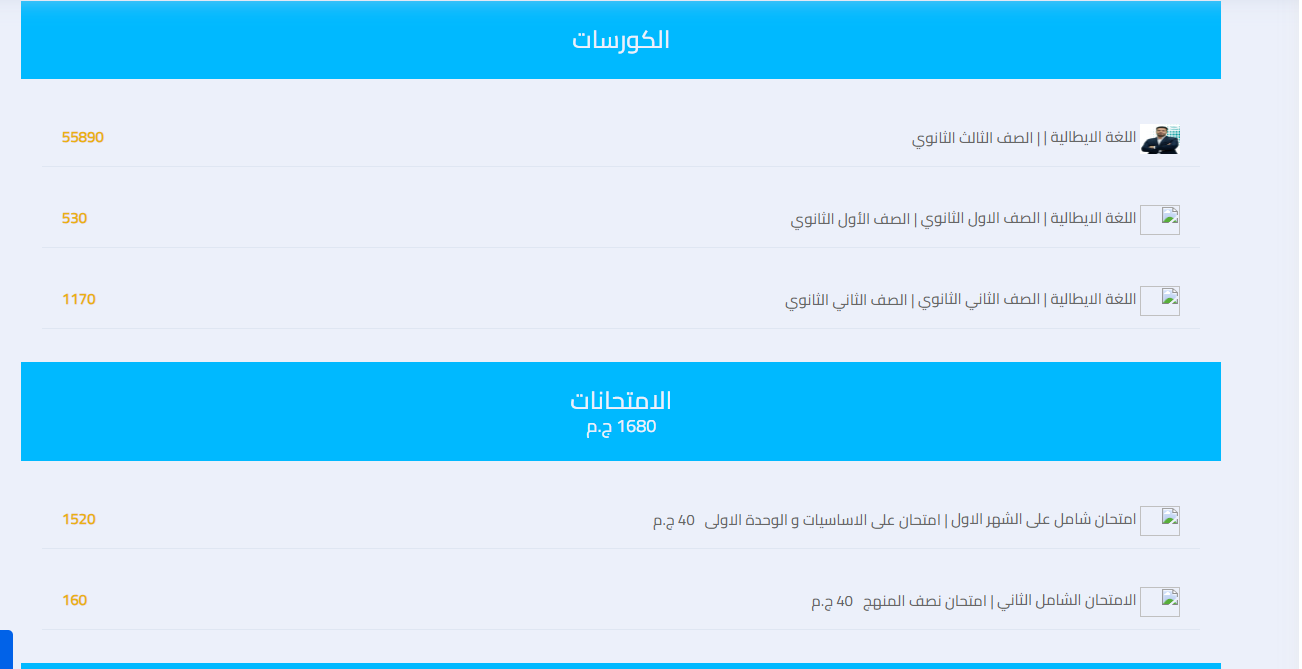 الكورسات
اللغة الايطالية | | الصف الثالث الثانوي 55890
اللغة الايطالية | الصف الاول الثانوي | الصف الأول الثانوي 530
اللغة الايطالية | الصف الثاني الثانوي | الصف الثاني الثانوي 1170
الامتحانات
1680 ج.م
امتحان شامل على الشهر الاول | امتحان على الاساسيات و الوحدة الاولى 40 ج.م 1520
الامتحان الشامل الثاني | امتحان نصف المنهج 40 ج.م 160